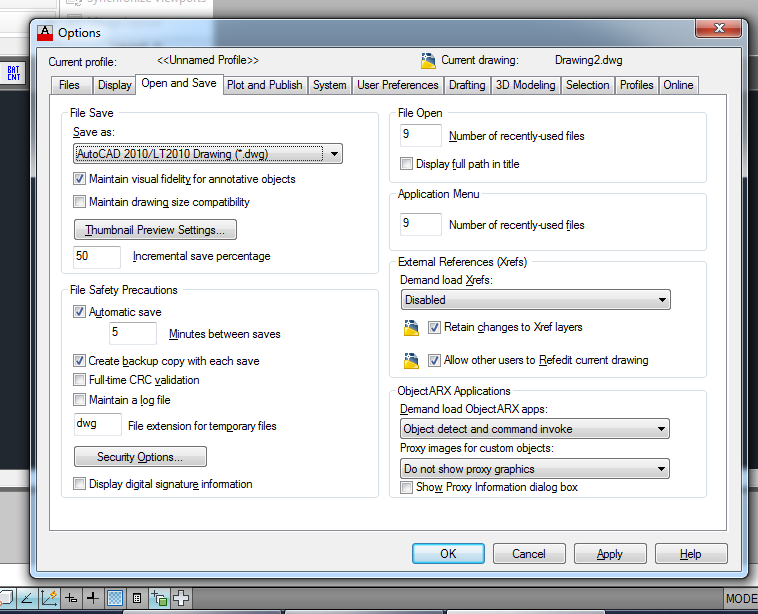 Synchronize Viewports
Options
Current profile: <<Unnamed Profile>> Current drawing: Drawing2.dwg
BAT
CNT
Files Display Open and Save Plot and Publish System User Preferences Drafting 3D Modeling Selection Profiles Online
File Save
Save as:
AutoCAD 2010/LT2010 Drawing (*.dwg)
Maintain visual fidelity for annotative objects
Maintain drawing size compatibility
Thumbnail Preview Settings...
50 Incremental save percentage
File Safety Precautions
Automatic save
5 Minutes between saves
Create backup copy with each save
Full-time CRC validation
Maintain a log file
dwg File extension for temporary files
Security Options...
Display digital signature information
File Open
9 Number of recently-used files
Display full path in title
Application Menu
9 Number of recently-used files
External References (Xrefs)
Demand load Xrefs:
Disabled
Retain changes to Xref layers
Allow other users to Refedit current drawing
ObjectARX Applications
Demand load ObjectARX apps:
Object detect and command invoke
Proxy images for custom objects:
Do not show proxy graphics
Show Proxy Information dialog box
OK Cancel Apply Help
MODE